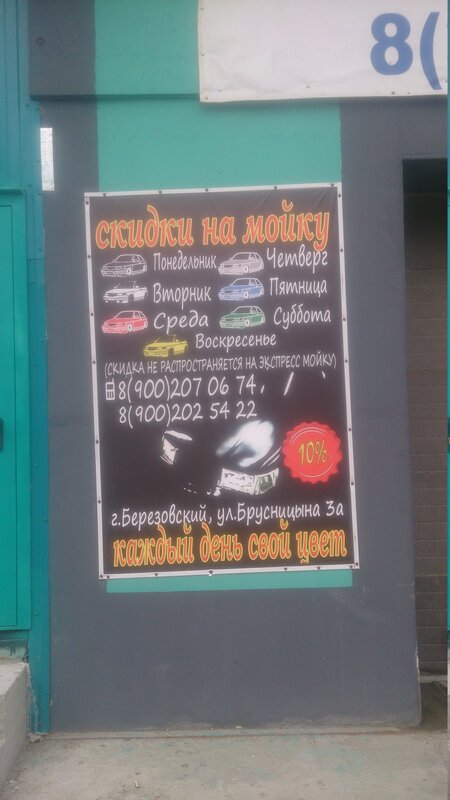 8(
скидки на мойку
Понедельник Четверг
Вторник Пятница
Среда Суббота
Воскресенье
(СКИДКА НЕ РАСПРОСТРАНЯЕТСЯ НА ЭКСПРЕСС МОЙКУ)
8(900)207 06 74,
8(900)202 54 22
10%
г.Березовский, ул.Брусницына 3а
каждый день свой цвет